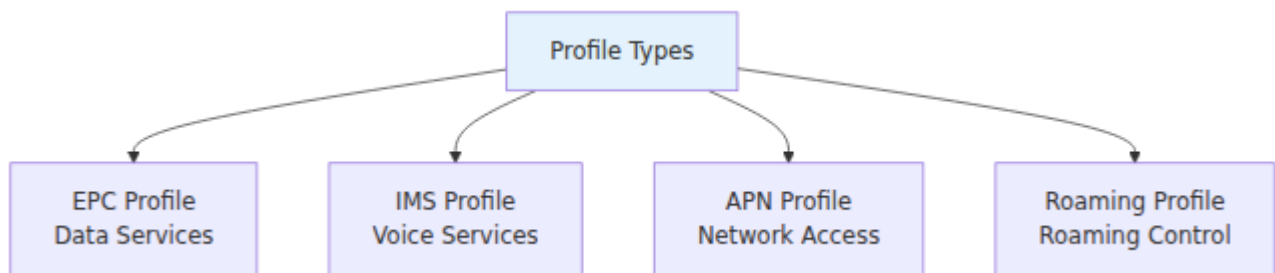 Profile Types
EPC Profile
Data Services
IMS Profile
Voice Services
APN Profile
Network Access
Roaming Profile
Roaming Control